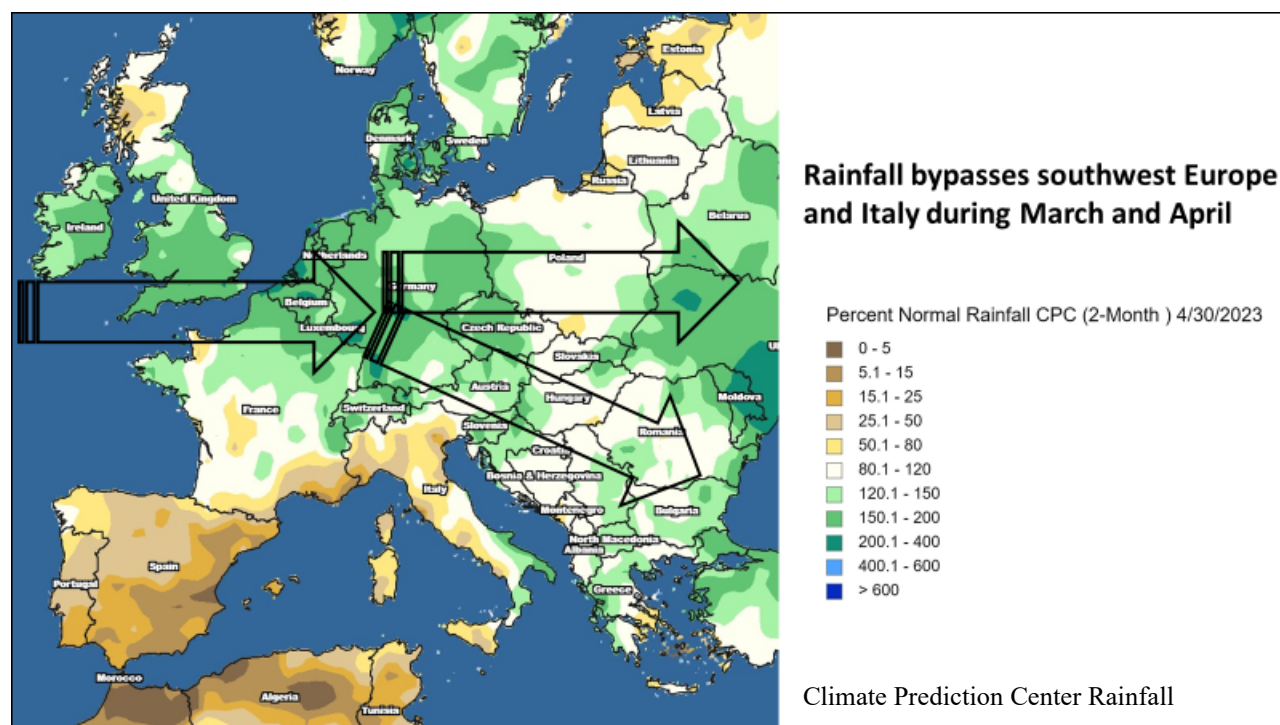 Norway
Estonia
Latvia
Denmark
Sweden
Lithuania
Russia
United Kingdom
Ireland
Belarus
Netherlands
Poland
Germany
Belgium
Luxembourg
Czech Republic
Slovakia
Austria
Hungary
Moldova
France
Switzerland
Slovenia
Romania
Croatia
Bosnia & Herzegovina
Italy
Montenegro
Bulgaria
North Macedonia
Albania
Spain
Portugal
Greece
Morocco
Algeria
Tunisia
Rainfall bypasses southwest Europe
and Italy during March and April
Percent Normal Rainfall CPC (2-Month ) 4/30/2023
0 - 5
5.1 - 15
15.1 - 25
25.1 - 50
50.1 - 80
80.1 - 120
120.1 - 150
150.1 - 200
200.1 - 400
400.1 - 600
> 600
Climate Prediction Center Rainfall